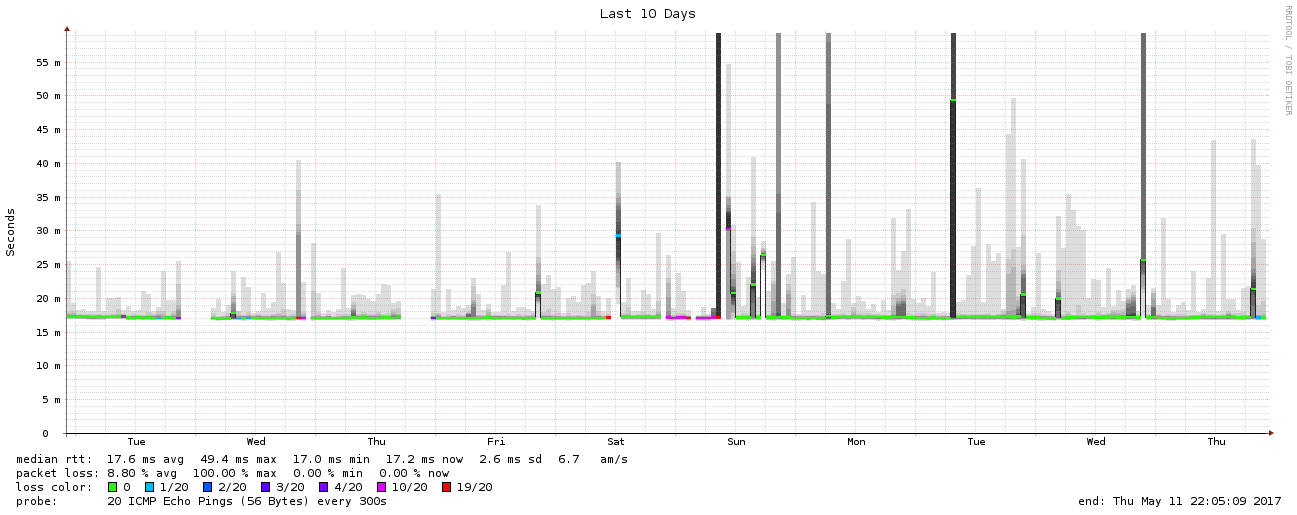 Last 10 Days
RRDTOOL / TOBI OETIKER
Seconds
55 m
50 m
45 m
40 m
35 m
30 m
25 m
20 m
15 m
10 m
5 m
0
Tue Wed Thu Fri Sat Sun Mon Tue Wed Thu
median rtt: 17.6 ms avg 49.4 ms max 17.0 ms min 17.2 ms now 2.6 ms sd 6.7 am/s
packet loss: 8.80 % avg 100.00 % max 0.00 % min 0.00 % now
loss color: 0 1/20 2/20 3/20 4/20 10/20 19/20
probe: 20 ICMP Echo Pings (56 Bytes) every 300s end: Thu May 11 22:05:09 2017